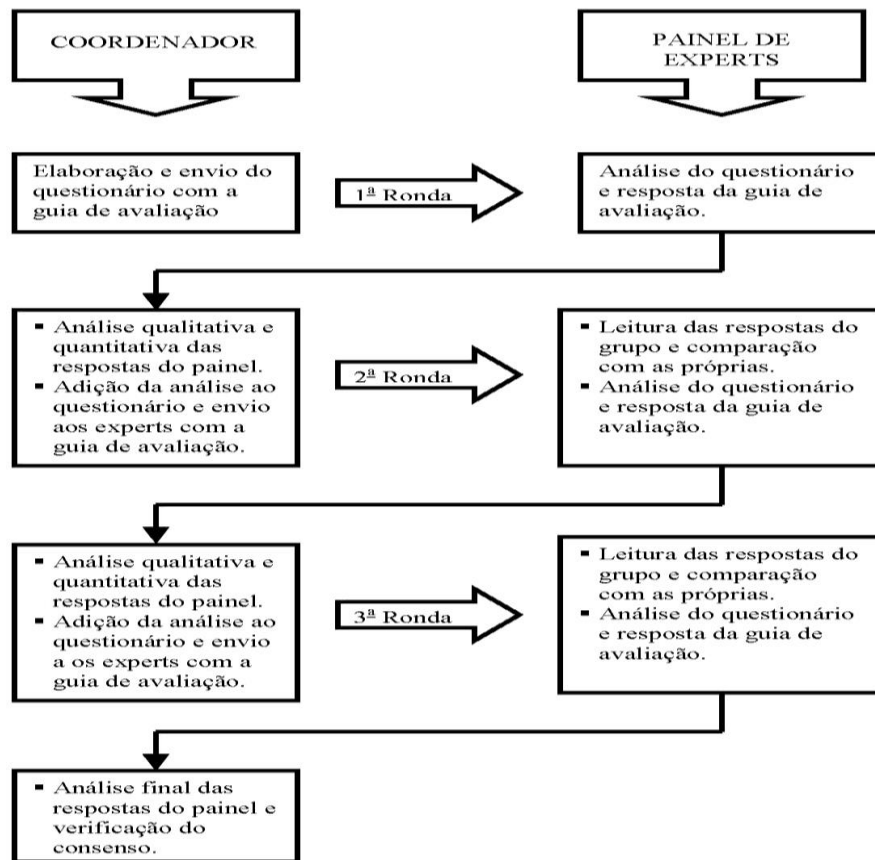 COORDENADOR
PAINEL DE
EXPERTS
Elaboração e envio do
questionário com a
guia de avaliação
1ª Ronda
Análise do questionário
e resposta da guia de
avaliação.
▪ Análise qualitativa e
quantitativa das
respostas do painel.
▪ Adição da análise ao
questionário e envio
aos experts com a
guia de avaliação.
2ª Ronda
▪ Leitura das respostas do
grupo e comparação
com as próprias.
▪ Análise do questionário
e resposta da guia de
avaliação.
▪ Análise qualitativa e
quantitativa das
respostas do painel.
▪ Adição da análise ao
questionário e envio
a os experts com a
guia de avaliação.
3ª Ronda
▪ Leitura das respostas do
grupo e comparação
com as próprias.
▪ Análise do questionário
e resposta da guia de
avaliação.
▪ Análise final das
respostas do painel e
verificação do
consenso.